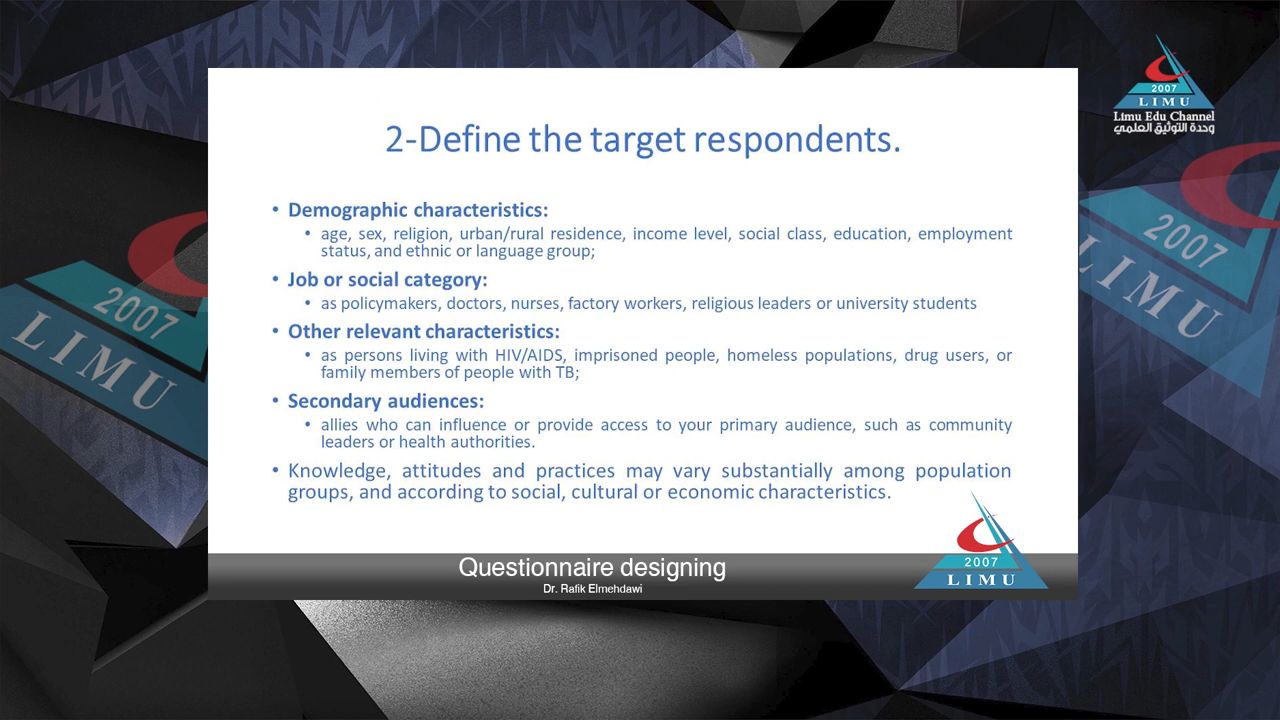 2-Define the target respondents.
• Demographic characteristics:
• age, sex, religion, urban/rural residence, income level, social class, education, employment
status, and ethnic or language group;
• Job or social category:
• as policymakers, doctors, nurses, factory workers, religious leaders or university students
• Other relevant characteristics:
• as persons living with HIV/AIDS, imprisoned people, homeless populations, drug users, or
family members of people with TB;
• Secondary audiences:
• allies who can influence or provide access to your primary audience, such as community
leaders or health authorities.
• Knowledge, attitudes and practices may vary substantially among population
groups, and according to social, cultural or economic characteristics.
Questionnaire designing
Dr. Rafik Elmehdawi
2007
LIMU
2007
LIMU
Limu Edu Channel
وحدة التوثيق العلمي
2007
LIMU
2007
LIMU